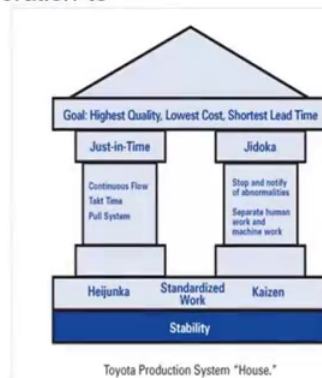 Goal: Highest Quality, Lowest Cost, Shortest Lead Time
Just-in-Time
Jidoka
Continuous Flow
Takt Time
Pull System
Stop and notify
of abnormalities
Separate human
work and
machine work
Heijunka
Standardized
Work
Kaizen
Stability
Toyota Production System "House."